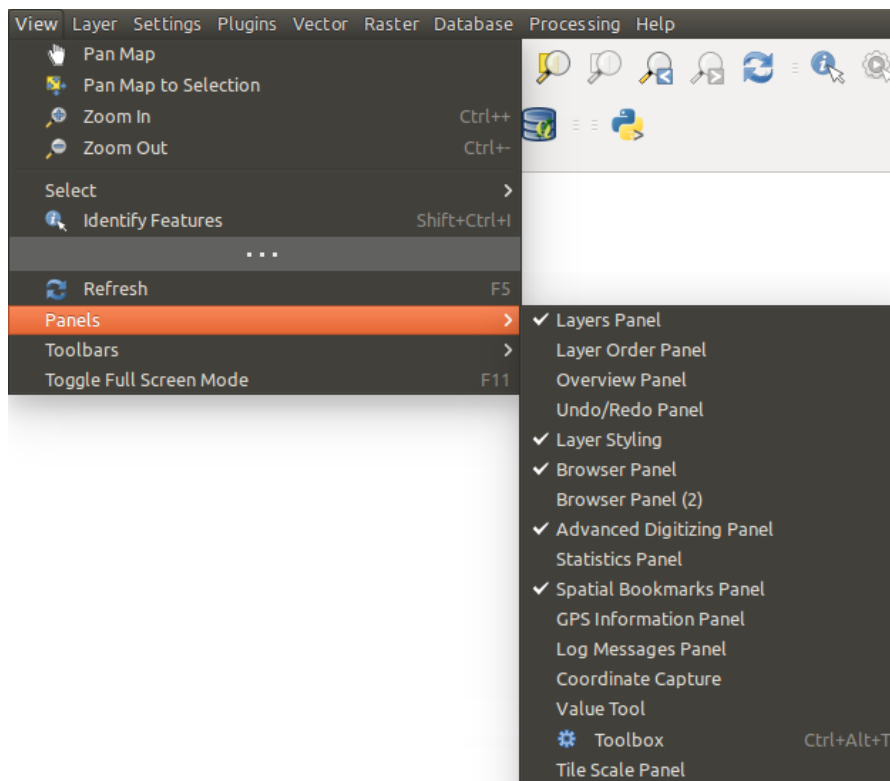 View Layer Settings Plugins Vector Raster Database Processing Help
Pan Map
Pan Map to Selection
Zoom In Ctrl++
Zoom Out Ctrl+-
Select
Identify Features Shift+Ctrl+I
...
Refresh F5
Panels
Toolbars
Toggle Full Screen Mode F11
Layers Panel
Layer Order Panel
Overview Panel
Undo/Redo Panel
Layer Styling
Browser Panel
Browser Panel (2)
Advanced Digitizing Panel
Statistics Panel
Spatial Bookmarks Panel
GPS Information Panel
Log Messages Panel
Coordinate Capture
Value Tool
Toolbox Ctrl+Alt+T
Tile Scale Panel